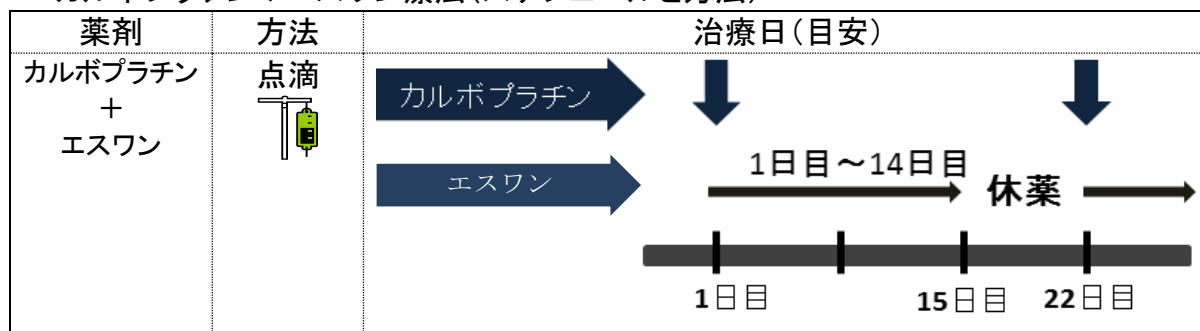 薬剤 方法 治療日（目安）
カルボプラチン
＋
エスワン
点滴
カルボプラチン
エスワン
1日目～14日目
休薬
1日目 15日目 22日目